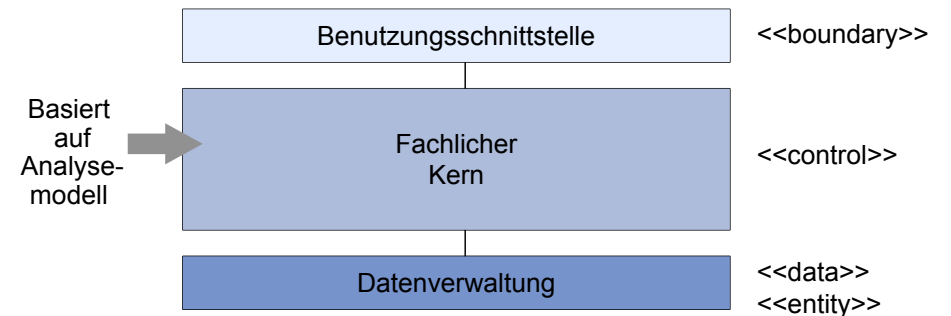 Benutzungsschnittstelle
<<boundary>>
Basiert
auf
Analyse-
modell
Fachlicher
Kern
<<control>>
Datenverwaltung
<<data>>
<<entity>>